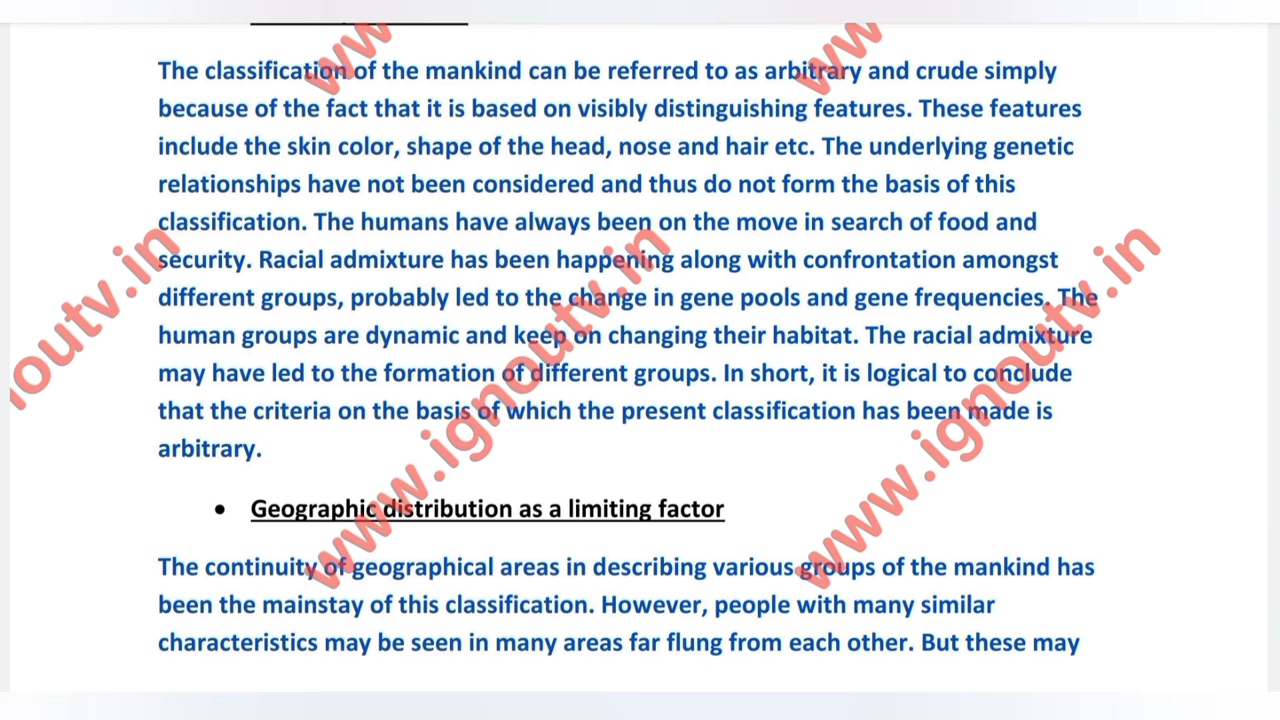 The classification of the mankind can be referred to as arbitrary and crude simply
because of the fact that it is based on visibly distinguishing features. These features
include the skin color, shape of the head, nose and hair etc. The underlying genetic
relationships have not been considered and thus do not form the basis of this
classification. The humans have always been on the move in search of food and
security. Racial admixture has been happening along with confrontation amongst
different groups, probably led to the change in gene pools and gene frequencies. The
human groups are dynamic and keep on changing their habitat. The racial admixture
may have led to the formation of different groups. In short, it is logical to conclude
that the criteria on the basis of which the present classification has been made is
arbitrary.
• Geographic distribution as a limiting factor
The continuity of geographical areas in describing various groups of the mankind has
been the mainstay of this classification. However, people with many similar
characteristics may be seen in many areas far flung from each other. But these may
ww
ww
noutv.in
www.ignoutv.in
www.ignoutv.in